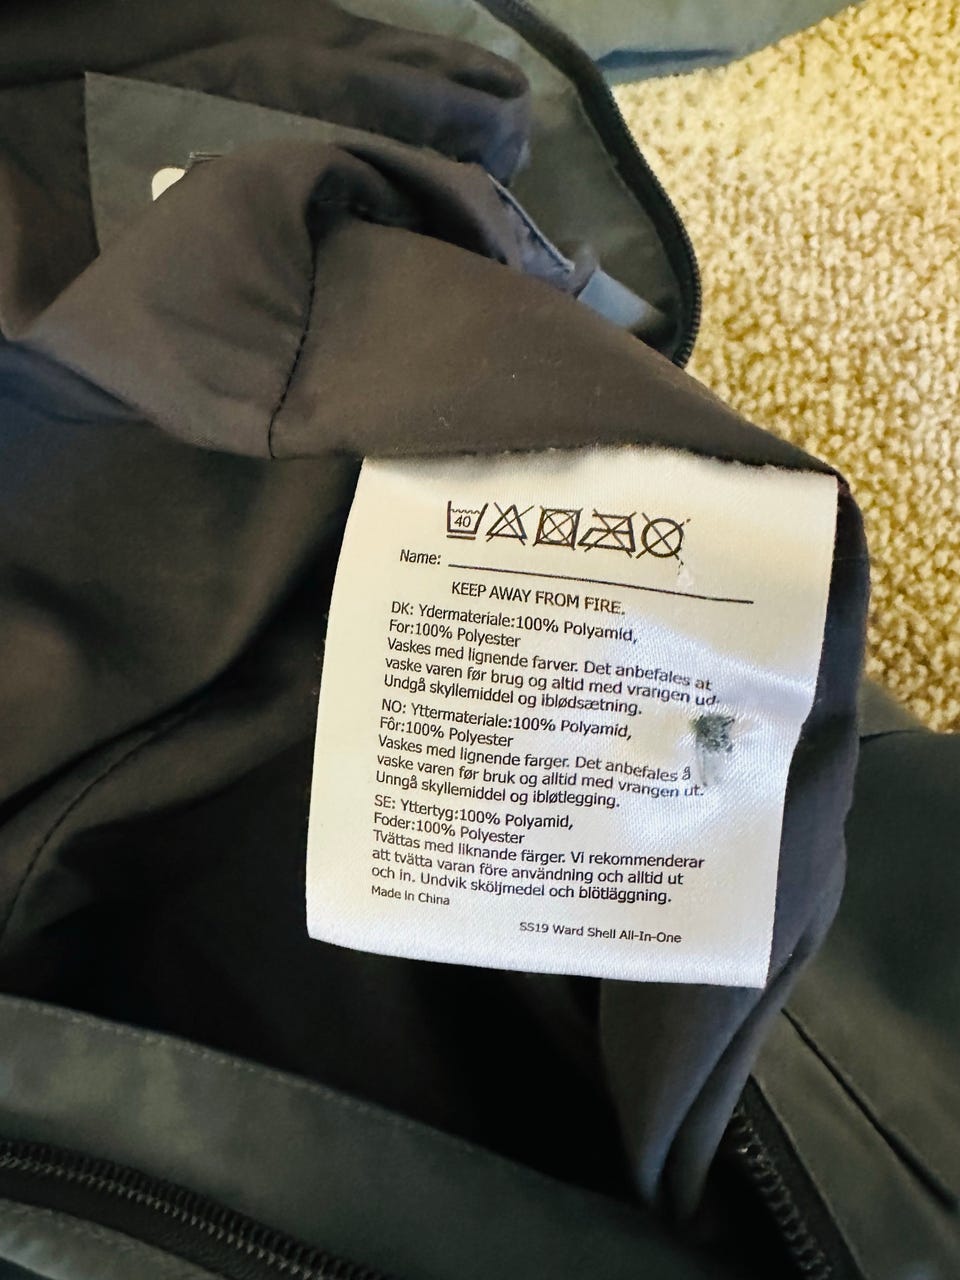 40
Name:
KEEP AWAY FROM FIRE.
DK: Ydermateriale:100% Polyamid,
For:100% Polyester
Vaskes med lignende farver. Det anbefales at
vaske varen før brug og altid med vrangen ud.
Undgå skyllemiddel og iblødsætning.
NO: Yttermateriale:100% Polyamid,
Fôr:100% Polyester
Vaskes med lignende farger. Det anbefales å
vaske varen før bruk og alltid med vrangen ut.
Unngå skyllemiddel og ibløtlegging.
SE: Yttertyg:100% Polyamid,
Foder:100% Polyester
Tvättas med liknande färger. Vi rekommenderar
att tvätta varan före användning och alltid ut
och in. Undvik sköljmedel och blötläggning.
Made in China
SS19 Ward Shell All-In-One